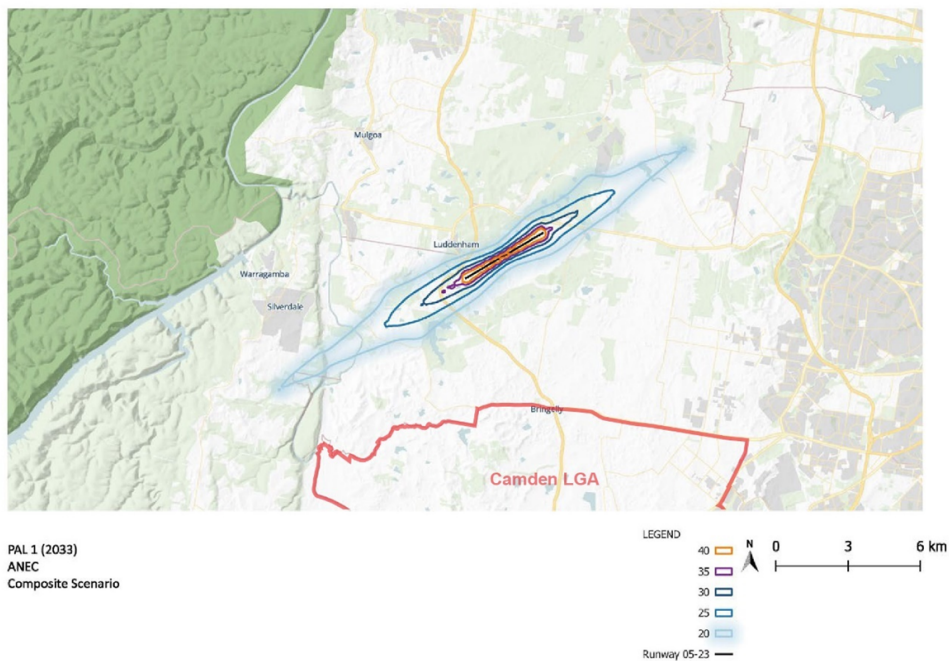 Mulgoa
Luddenham
Warragamba
Silverdale
Bringelly
Camden LGA
PAL 1 (2033)
ANEC
Composite Scenario
LEGEND
40
35
30
25
20
Runway 05-23
N
0 3 6 km